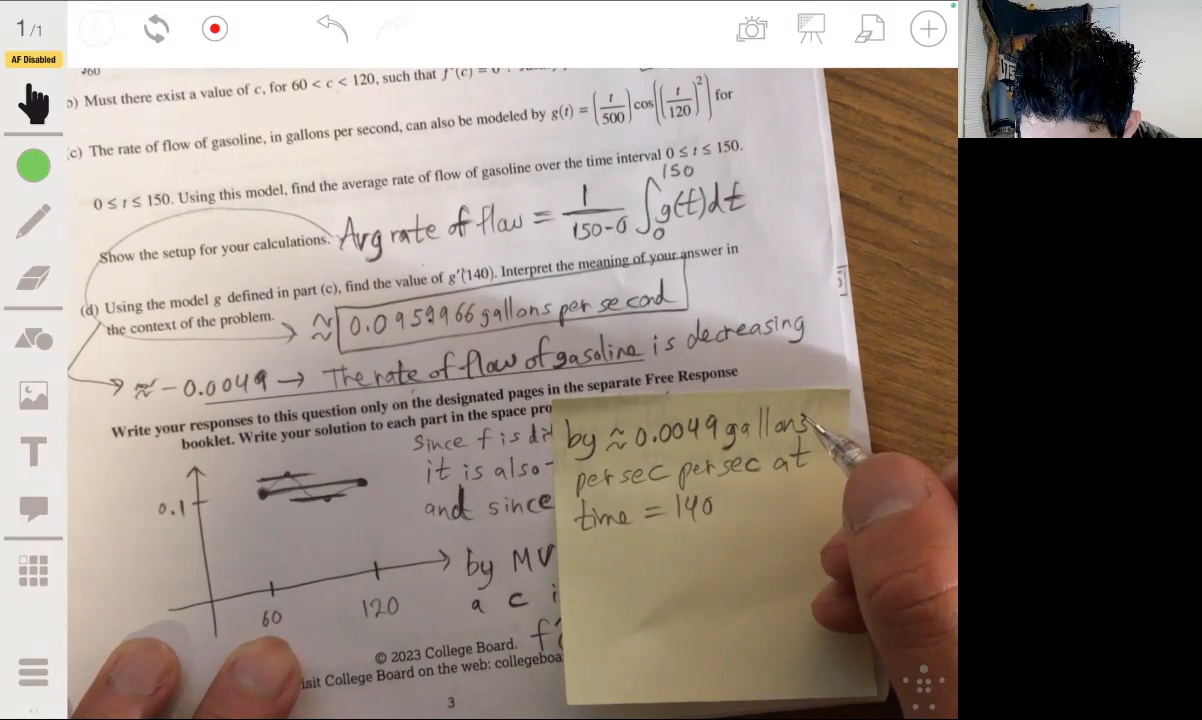 1/1
AF Disabled
b) Must there exist a value of c, for 60 < c < 120, such that f′(c) = 0
(c) The rate of flow of gasoline, in gallons per second, can also be modeled by g(t) = (t/500) cos((t/120)²) for
0 ≤ t ≤ 150. Using this model, find the average rate of flow of gasoline over the time interval 0 ≤ t ≤ 150.
Show the setup for your calculations. Avg rate of flow = 1/(150-0) ∫₀¹⁵⁰ g(t)dt
(d) Using the model g defined in part (c), find the value of g′(140). Interpret the meaning of your answer in
the context of the problem.
≈ 0.0959966 gallons per second
≈ -0.0049 → The rate of flow of gasoline is decreasing
by ≈ 0.0049 gallons
per sec per sec at
time = 140
Write your responses to this question only on the designated pages in the separate Free Response
booklet. Write your solution to each part in the space
since f is
it is also
and since
by MV
a c
0.1
60
120
© 2023 College Board.
isit College Board on the web:
3
T